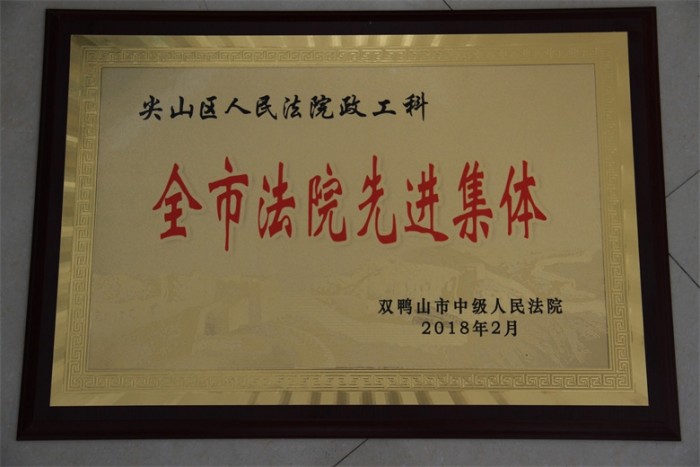 尖山区人民法院政工科
全市法院先进集体
双鸭山市中级人民法院
2018年2月